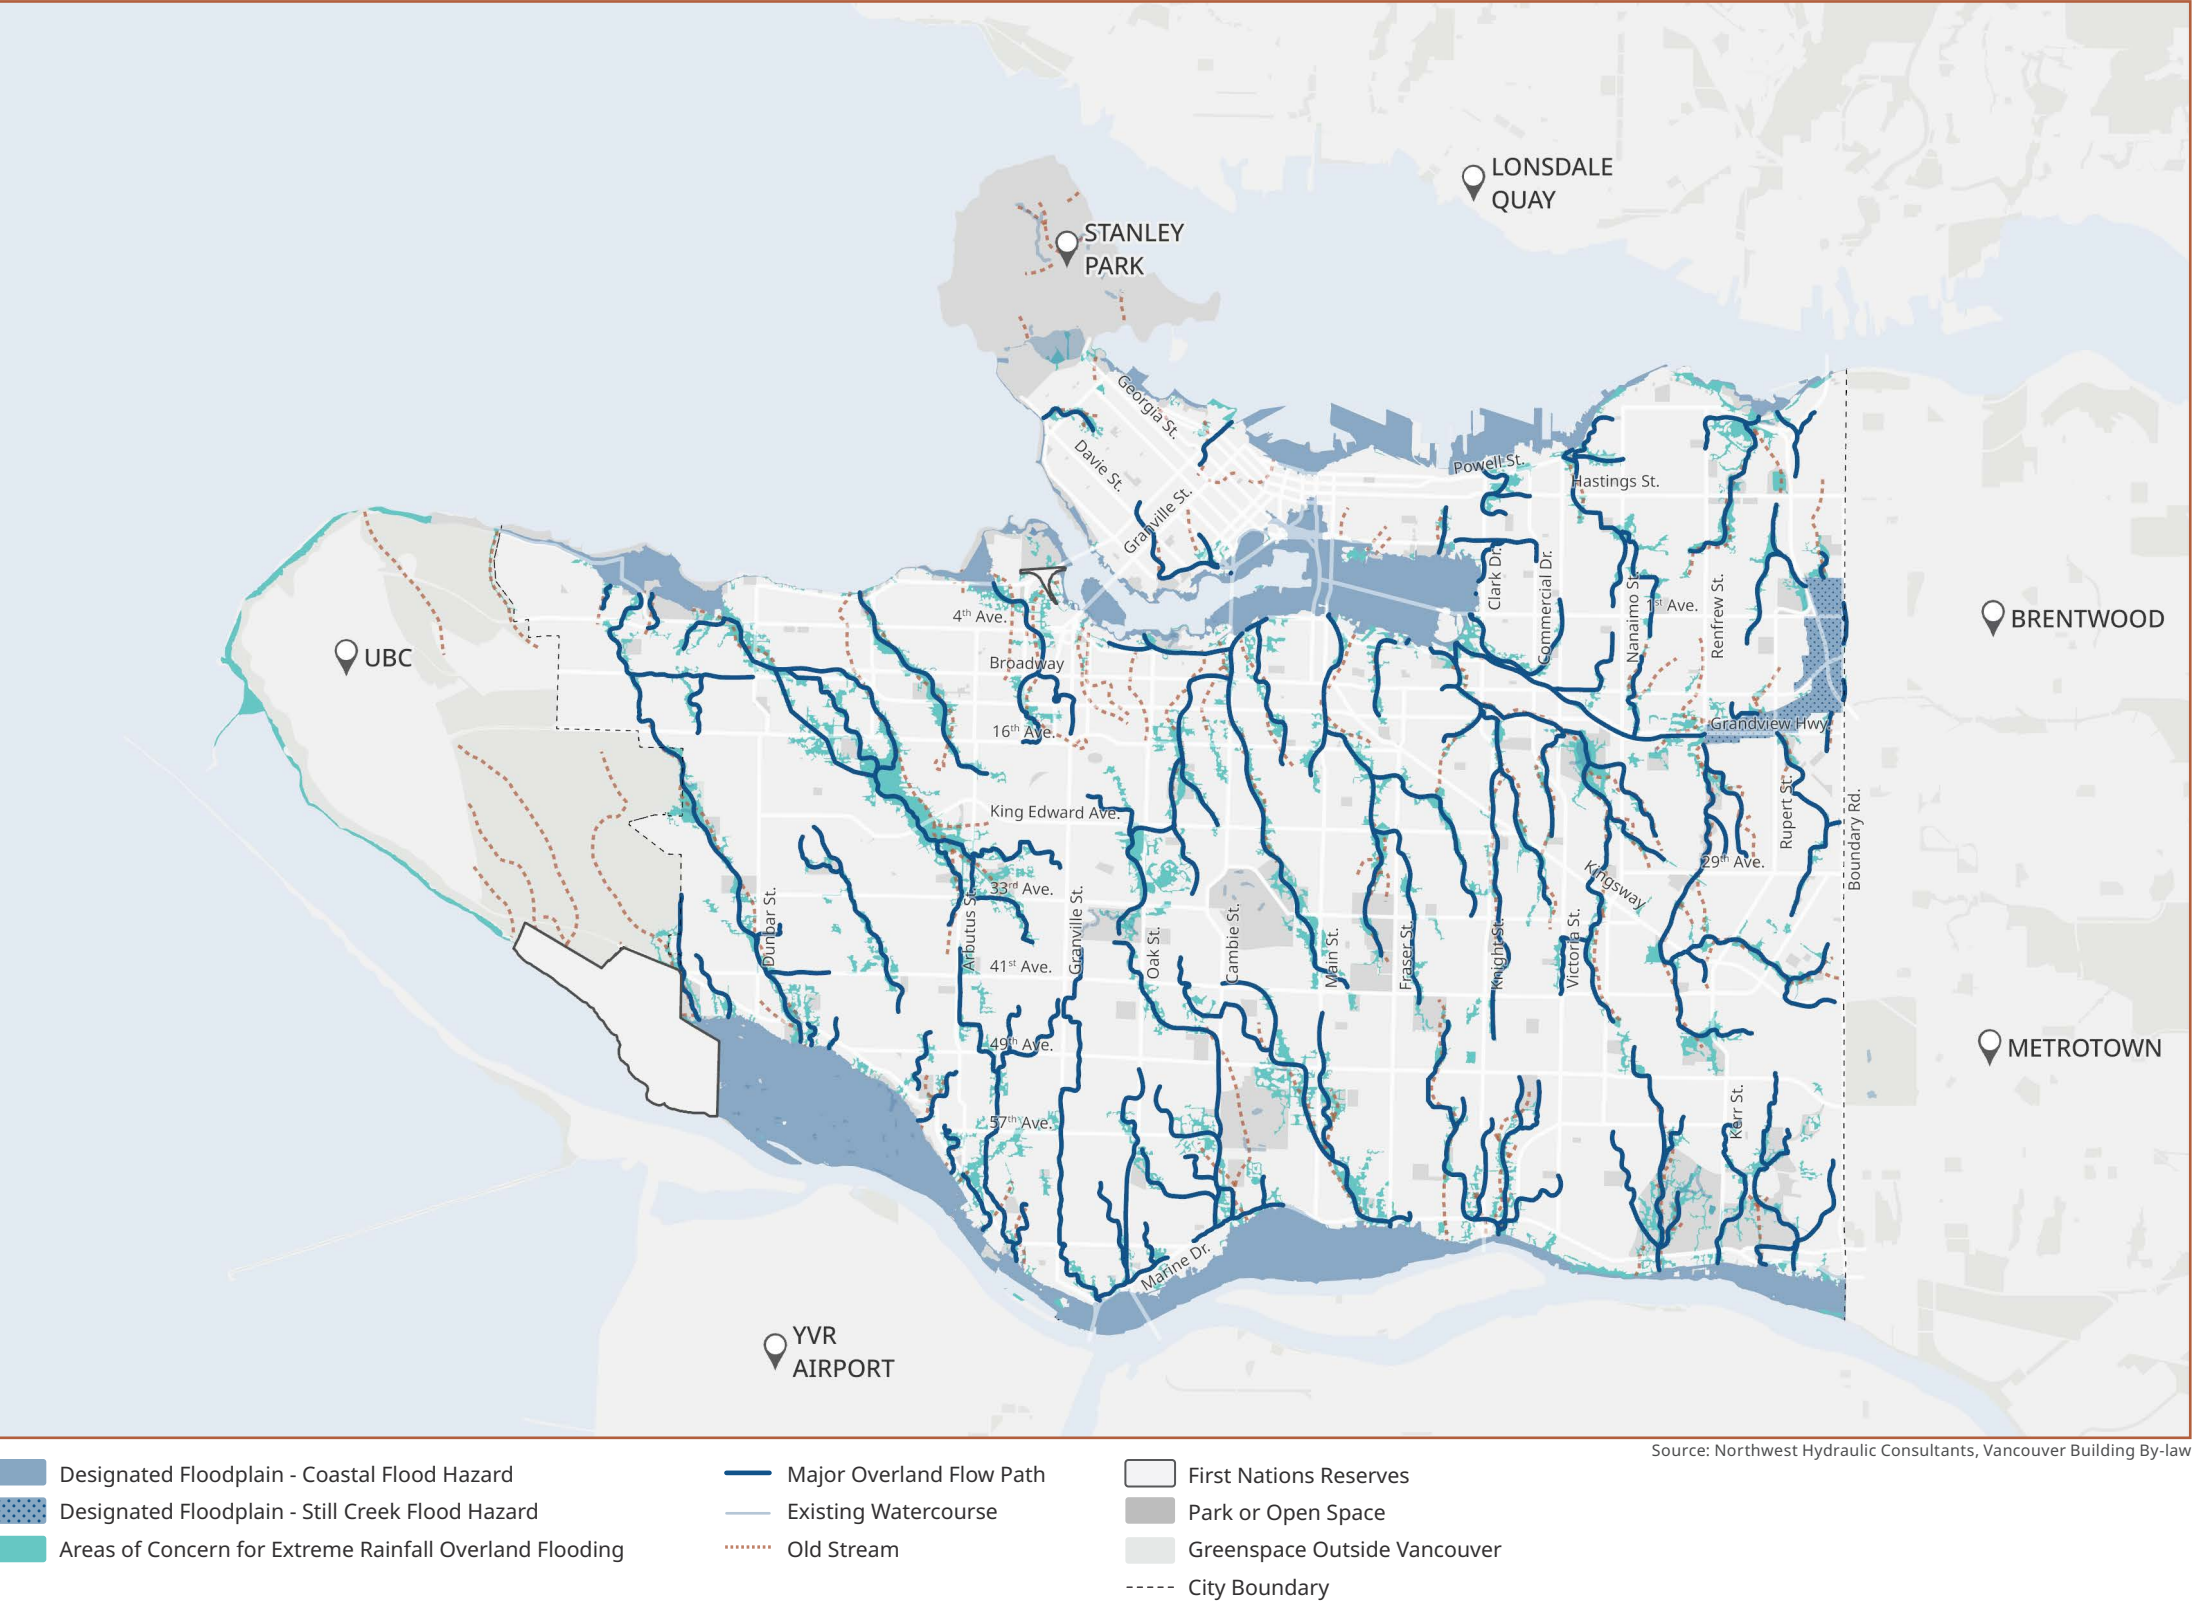 LONSDALE
QUAY
STANLEY
PARK
Georgia St.
Davie St.
Granville St.
Powell St.
Hastings St.
Clark Dr.
Commercial Dr.
Nanaimo St.
1st Ave.
Renfrew St.
BRENTWOOD
4th Ave.
UBC
Broadway
16th Ave.
Grandview Hwy.
King Edward Ave.
Rupert St.
Boundary Rd.
29th Ave.
Kingsway
33rd Ave.
Dunbar St.
Arbutus St.
Granville St.
Oak St.
Cambie St.
Main St.
Fraser St.
Knight St.
Victoria St.
41st Ave.
49th Ave.
METROTOWN
57th Ave.
Kerr St.
Marine Dr.
YVR
AIRPORT
Source: Northwest Hydraulic Consultants, Vancouver Building By-law
Designated Floodplain - Coastal Flood Hazard
Designated Floodplain - Still Creek Flood Hazard
Areas of Concern for Extreme Rainfall Overland Flooding
Major Overland Flow Path
Existing Watercourse
Old Stream
First Nations Reserves
Park or Open Space
Greenspace Outside Vancouver
City Boundary